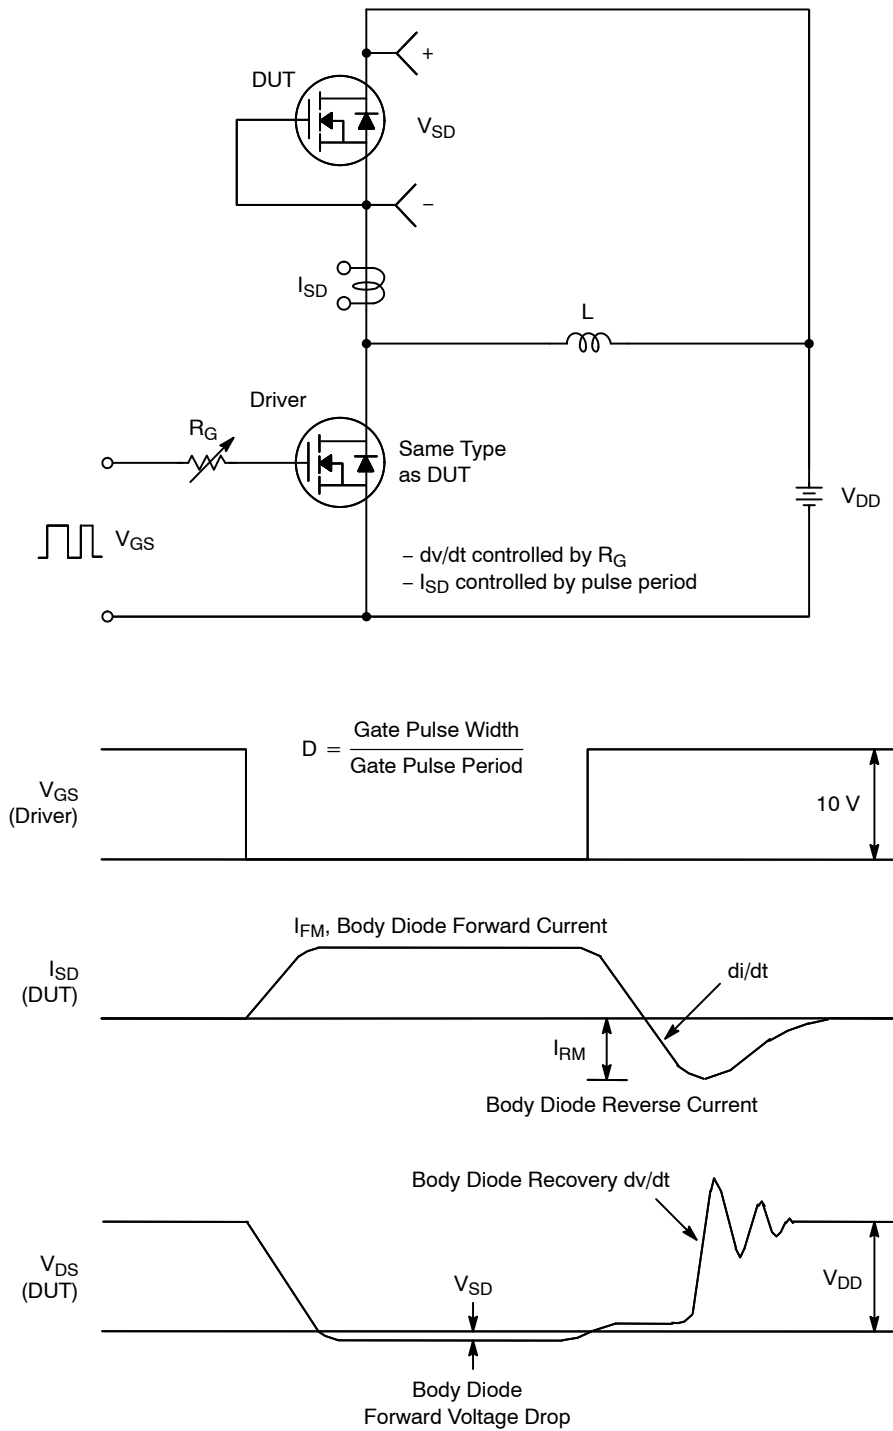 +
DUT
V_SD
−
I_SD
L
Driver
R_G
Same Type
as DUT
V_DD
V_GS
− dv/dt controlled by R_G
− I_SD controlled by pulse period
D = Gate Pulse Width
Gate Pulse Period
V_GS
(Driver)
10 V
I_FM, Body Diode Forward Current
I_SD
(DUT)
di/dt
I_RM
Body Diode Reverse Current
Body Diode Recovery dv/dt
V_DS
(DUT)
V_SD
V_DD
Body Diode
Forward Voltage Drop